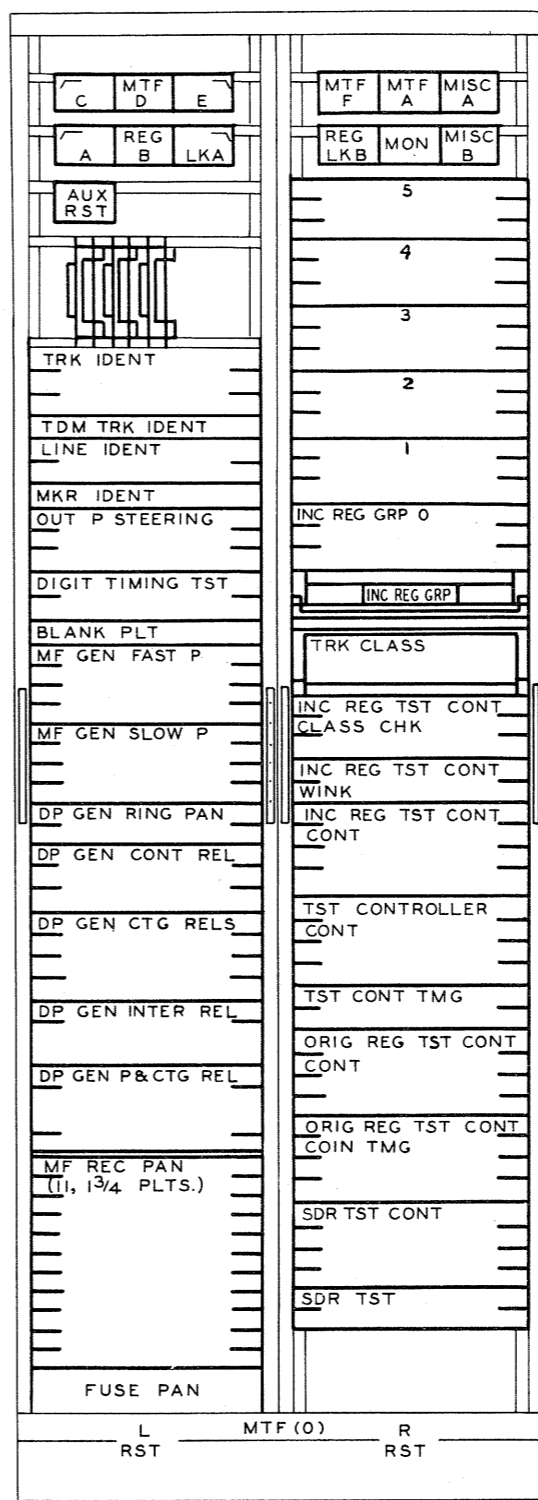 C
MTF D
E
A
REG B
LKA
AUX
RST
TRK IDENT
TDM TRK IDENT
LINE IDENT
MKR IDENT
OUT P STEERING
DIGIT TIMING TST
BLANK PLT
MF GEN FAST P
MF GEN SLOW P
DP GEN RING PAN
DP GEN CONT REL
DP GEN CTG RELS
DP GEN INTER REL
DP GEN P&CTG REL
MF REC PAN
(11, 1 3/4 PLTS.)
FUSE PAN
MTF F
MTF A
MISC A
REG LKB
MON
MISC B
5
4
3
2
1
INC REG GRP 0
INC REG GRP
TRK CLASS
INC REG TST CONT
CLASS CHK
INC REG TST CONT
WINK
INC REG TST CONT
CONT
TST CONTROLLER
CONT
TST CONT TMG
ORIG REG TST CONT
CONT
ORIG REG TST CONT
COIN TMG
SDR TST CONT
SDR TST
L
RST
MTF (0)
R
RST